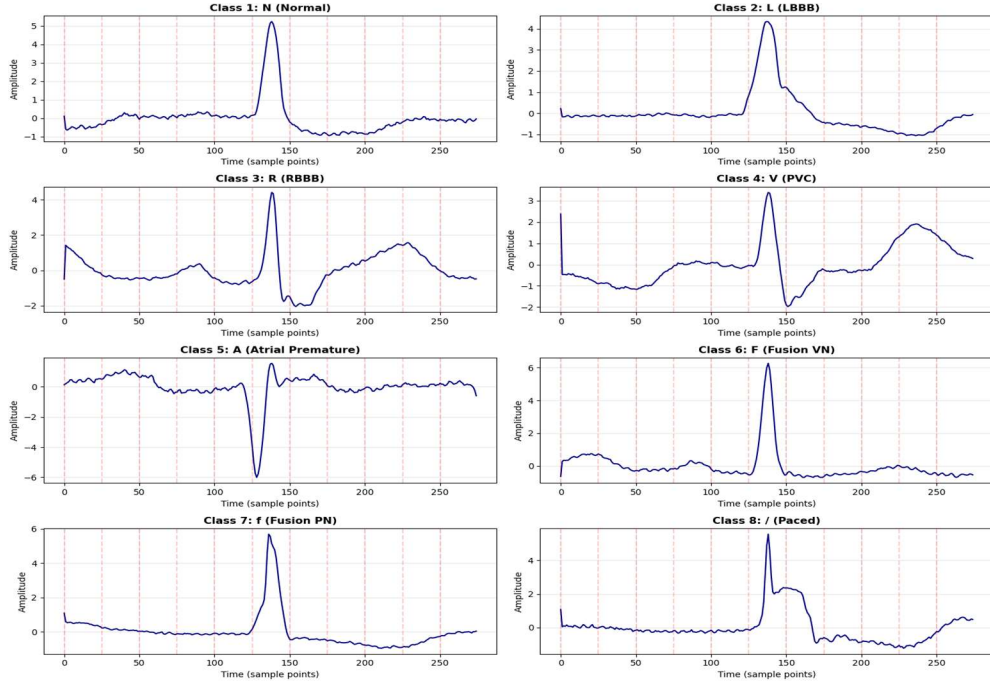 Class 1: N (Normal)
Amplitude
5
4
3
2
1
0
−1
0 50 100 150 200 250
Time (sample points)
Class 2: L (LBBB)
Amplitude
4
3
2
1
0
−1
0 50 100 150 200 250
Time (sample points)
Class 3: R (RBBB)
Amplitude
4
2
0
−2
0 50 100 150 200 250
Time (sample points)
Class 4: V (PVC)
Amplitude
3
2
1
0
−1
−2
0 50 100 150 200 250
Time (sample points)
Class 5: A (Atrial Premature)
Amplitude
0
−2
−4
−6
0 50 100 150 200 250
Time (sample points)
Class 6: F (Fusion VN)
Amplitude
6
4
2
0
0 50 100 150 200 250
Time (sample points)
Class 7: f (Fusion PN)
Amplitude
6
4
2
0
0 50 100 150 200 250
Time (sample points)
Class 8: / (Paced)
Amplitude
4
2
0
0 50 100 150 200 250
Time (sample points)